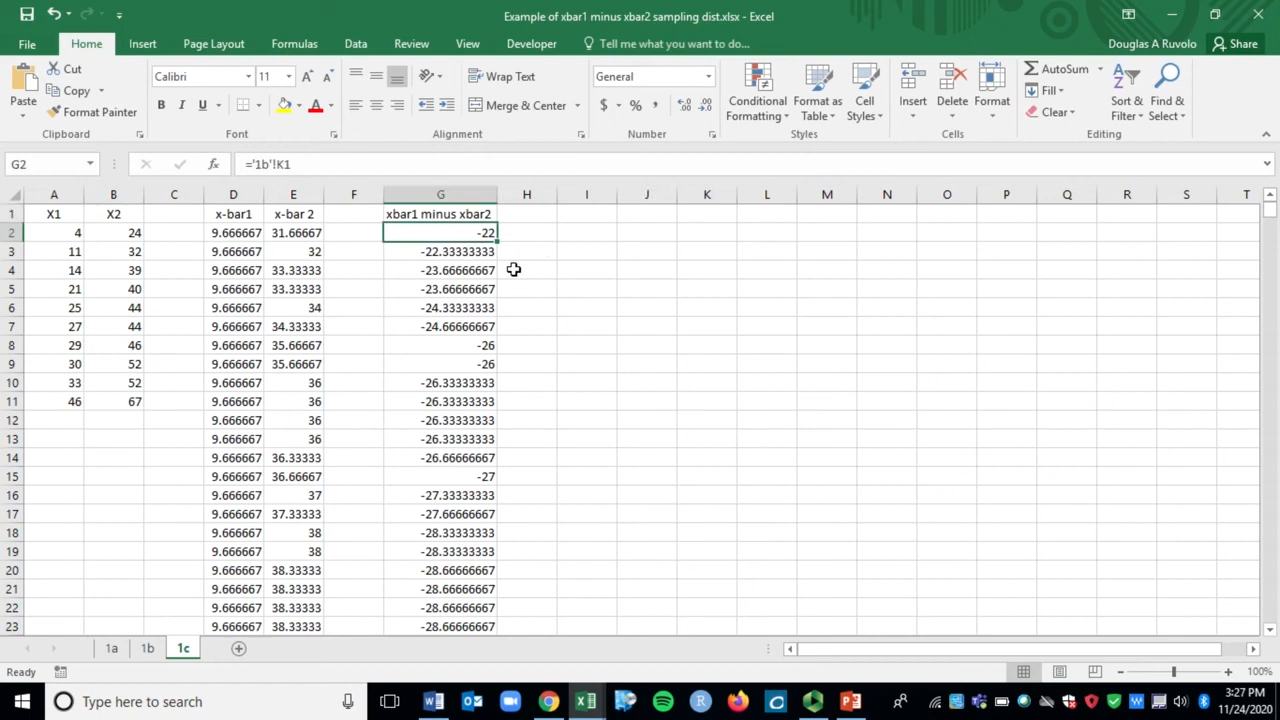 Example of xbar1 minus xbar2 sampling dist.xlsx - Excel
File Home Insert Page Layout Formulas Data Review View Developer Tell me what you want to do... Douglas A Ruvolo Share
Paste Cut Copy Format Painter Clipboard
Calibri 11 B I U A Font
Wrap Text Merge & Center Alignment
General $ % , Number
Conditional Formatting Format as Table Cell Styles Styles
Insert Delete Format Cells
AutoSum Fill Clear Sort & Filter Find & Select Editing
G2 fx ='1b'!K1
A B C D E F G H I J K L M N O P Q R S T
1 X1 X2 x-bar1 x-bar 2 xbar1 minus xbar2
2 4 24 9.666667 31.66667 -22
3 11 32 9.666667 32 -22.33333333
4 14 39 9.666667 33.33333 -23.66666667
5 21 40 9.666667 33.33333 -23.66666667
6 25 44 9.666667 34 -24.33333333
7 27 44 9.666667 34.33333 -24.66666667
8 29 46 9.666667 35.66667 -26
9 30 52 9.666667 35.66667 -26
10 33 52 9.666667 36 -26.33333333
11 46 67 9.666667 36 -26.33333333
12 9.666667 36 -26.33333333
13 9.666667 36 -26.33333333
14 9.666667 36.33333 -26.66666667
15 9.666667 36.66667 -27
16 9.666667 37 -27.33333333
17 9.666667 37.33333 -27.66666667
18 9.666667 38 -28.33333333
19 9.666667 38 -28.33333333
20 9.666667 38.33333 -28.66666667
21 9.666667 38.33333 -28.66666667
22 9.666667 38.33333 -28.66666667
23 9.666667 38.33333 -28.66666667
1a 1b 1c
Ready 100%
Type here to search
3:27 PM
11/24/2020